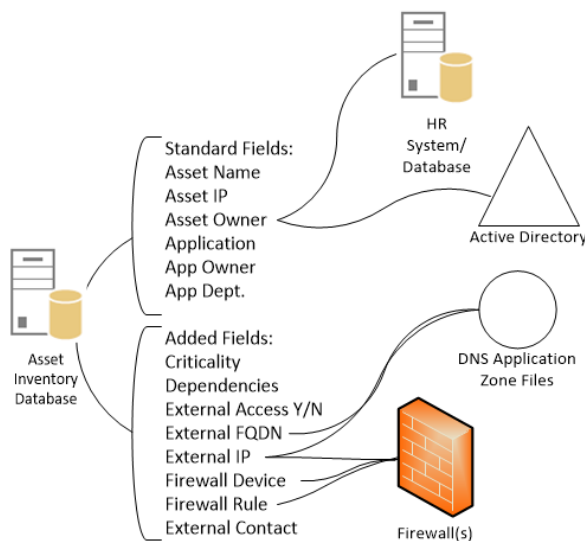 HR
System/
Database
Standard Fields:
Asset Name
Asset IP
Asset Owner
Application
App Owner
App Dept.
Active Directory
Asset
Inventory
Database
Added Fields:
Criticality
Dependencies
External Access Y/N
External FQDN
External IP
Firewall Device
Firewall Rule
External Contact
DNS Application
Zone Files
Firewall(s)